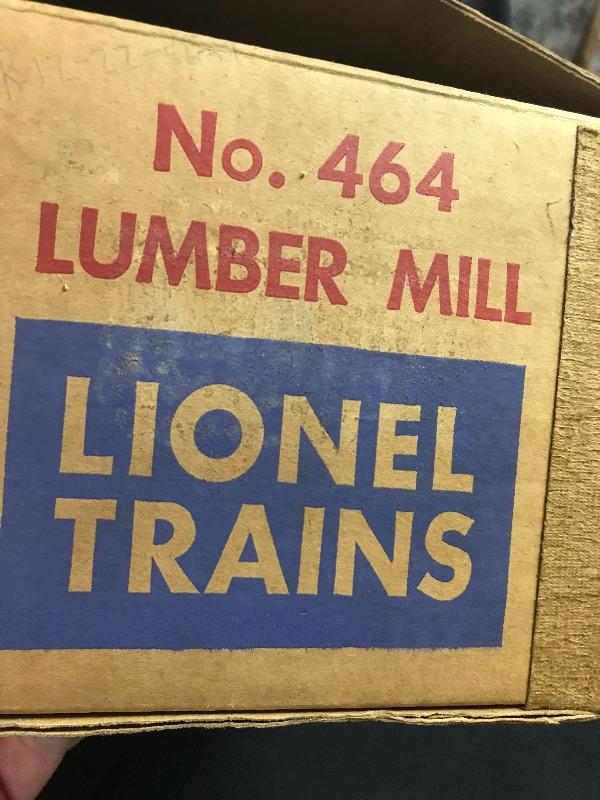 No. 464
LUMBER MILL
LIONEL
TRAINS